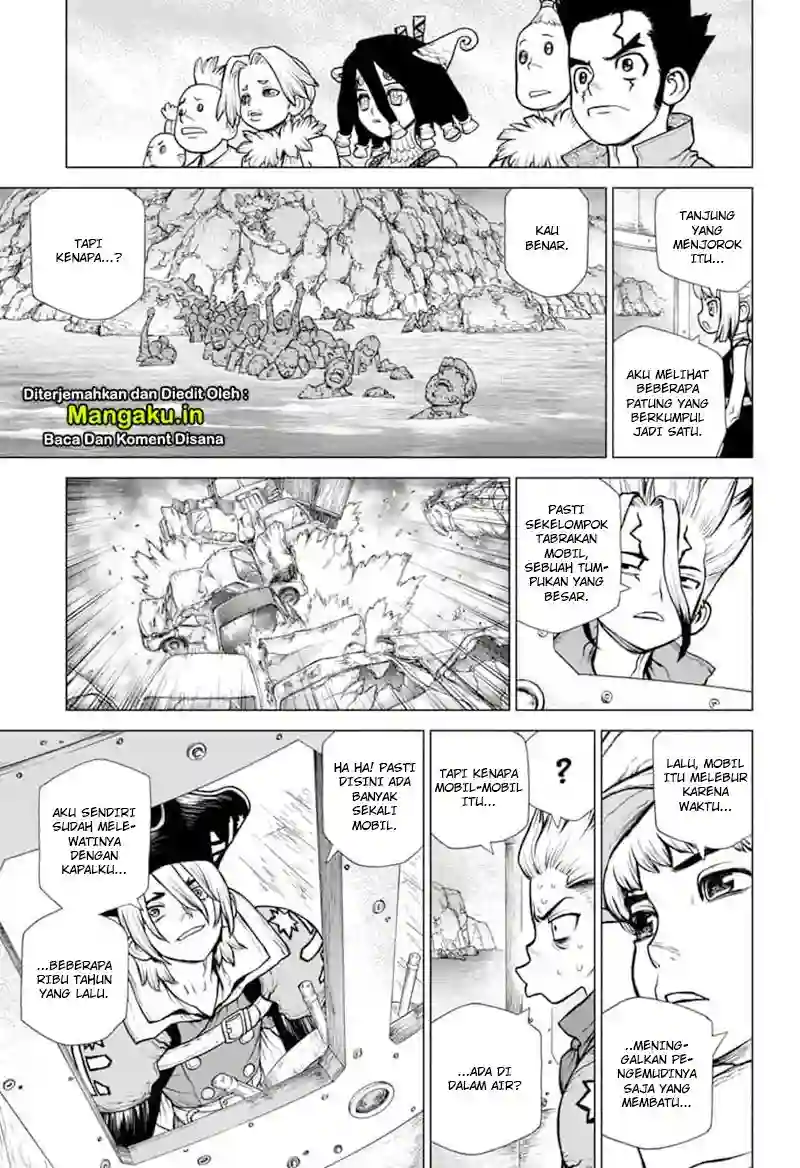 TANJUNG
YANG
MENJOROK
ITU...
AKU MELIHAT
BEBERAPA
PATUNG YANG
BERKUMPUL
JADI SATU.
KAU
BENAR.
TAPI
KENAPA...?
Diterjemahkan dan Diedit Oleh :
Mangaku.in
Baca Dan Koment Disana
PASTI
SEKELOMPOK
TABRAKAN
MOBIL,
SEBUAH TUM-
PUKAN YANG
BESAR.
LALU, MOBIL
ITU MELEBUR
KARENA
WAKTU...
..MENING-
GALKAN PE-
NGEMUDINYA
SAJA YANG
MEMBATU...
?
TAPI KENAPA
MOBIL-MOBIL
ITU...
...ADA DI
DALAM AIR?
HA HA! PASTI
DISINI ADA
BANYAK
SEKALI
MOBIL.
AKU SENDIRI
SUDAH MELE-
WATINYA
DENGAN
KAPALKU...
...BEBERAPA
RIBU TAHUN
YANG LALU.